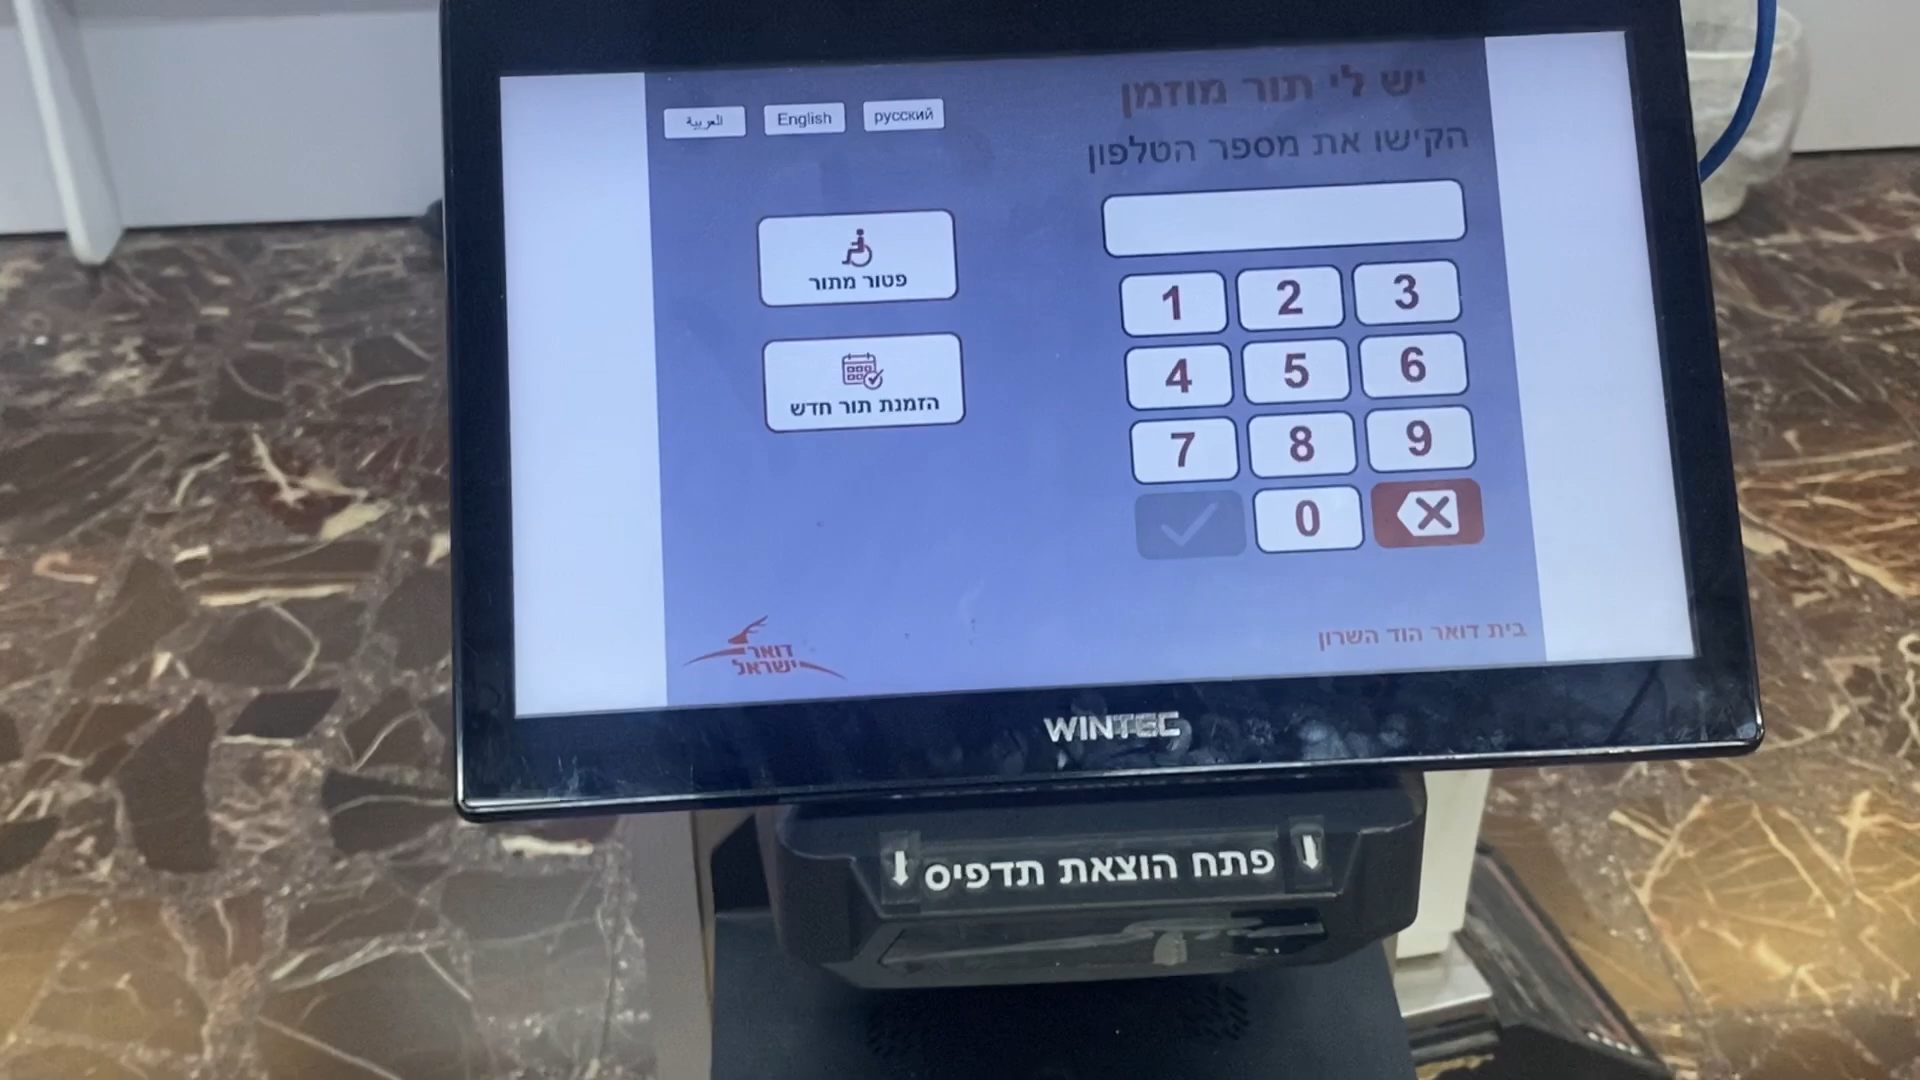 יש לי תור מוזמן
הקישו את מספר הטלפון
العربية
English
русский
פטור מתור
הזמנת תור חדש
1 2 3
4 5 6
7 8 9
0
דואר
ישראל
בית דואר הוד השרון
WINTEC
פתח הוצאת תדפיס